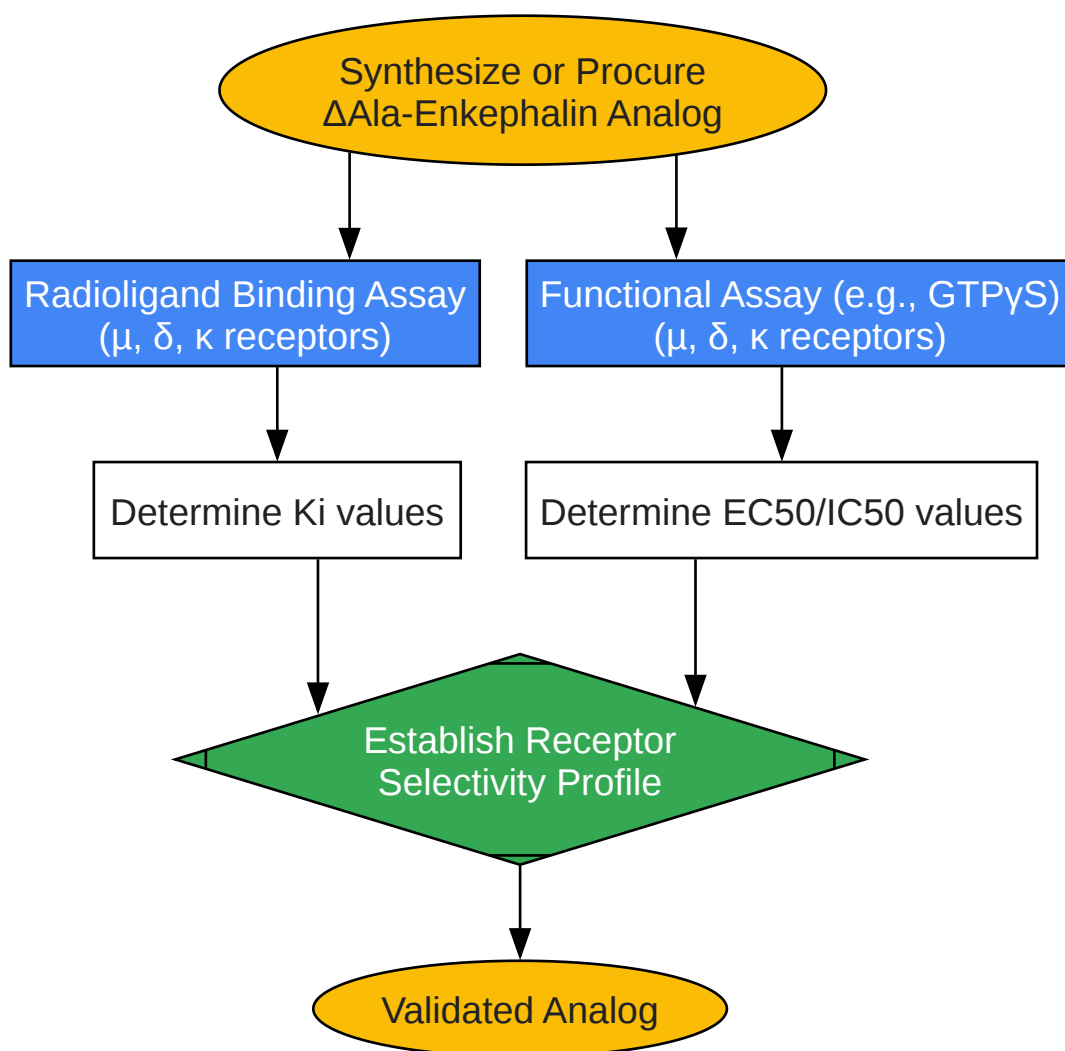 Synthesize or Procure
ΔAla-Enkephalin Analog
Radioligand Binding Assay
(μ, δ, κ receptors)
Functional Assay (e.g., GTPγS)
(μ, δ, κ receptors)
Determine Ki values
Determine EC50/IC50 values
Establish Receptor
Selectivity Profile
Validated Analog